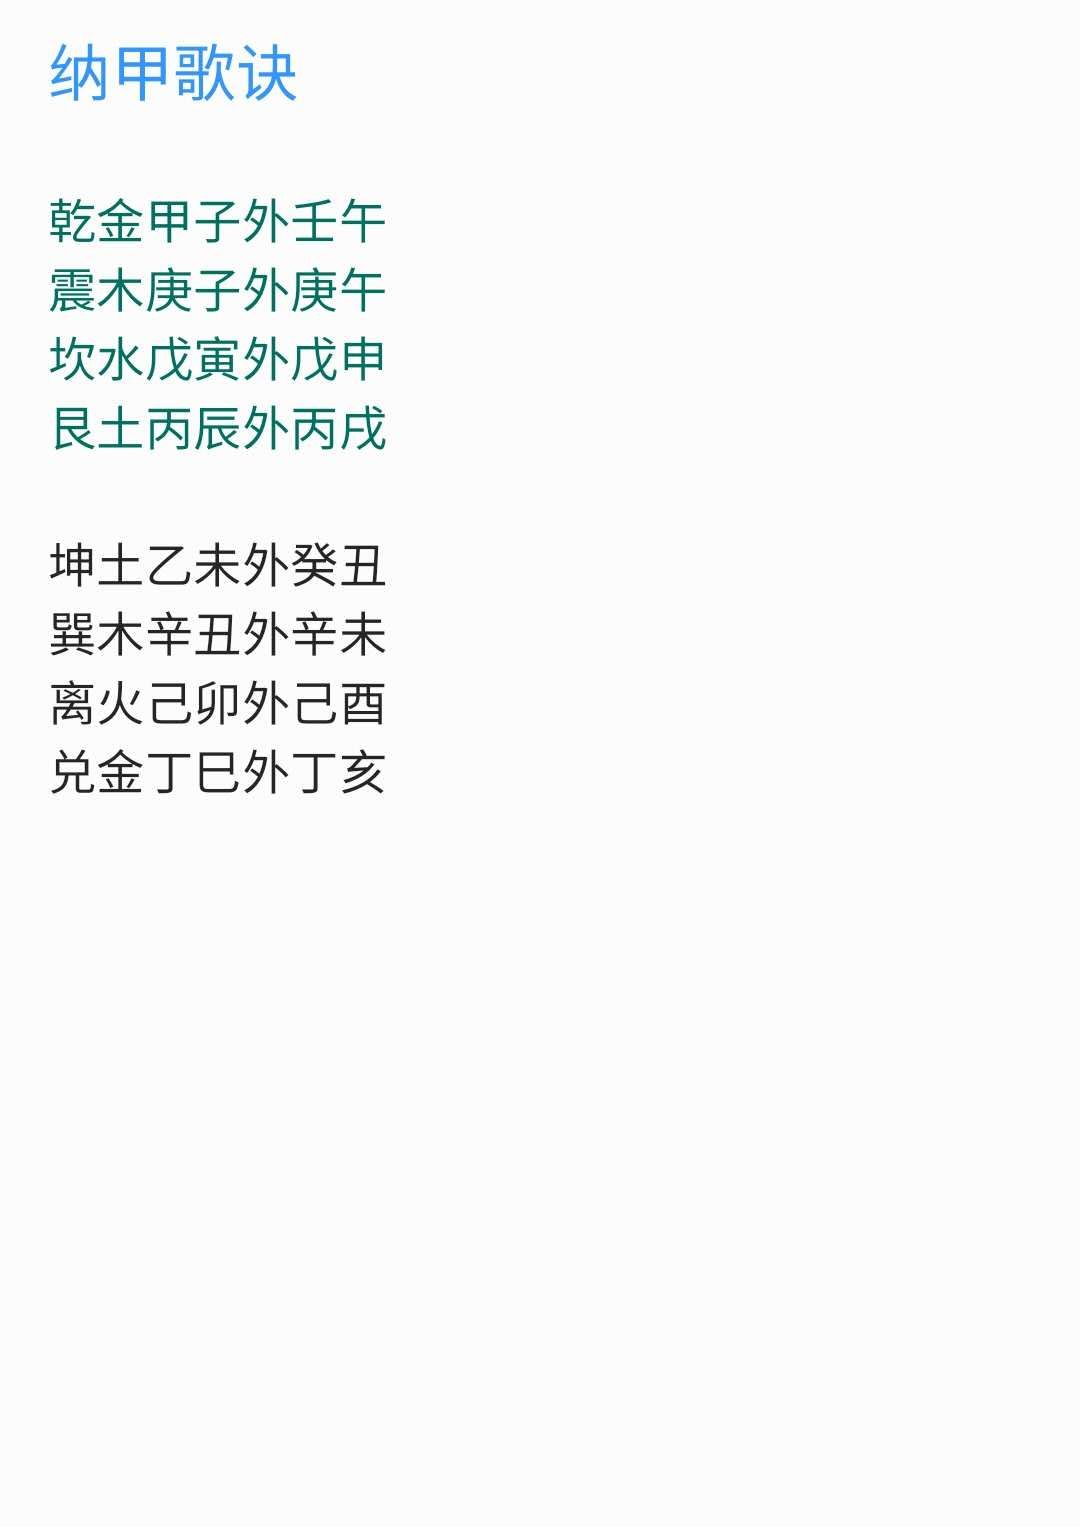 纳甲歌诀
乾金甲子外壬午
震木庚子外庚午
坎水戊寅外戊申
艮土丙辰外丙戌
坤土乙未外癸丑
巽木辛丑外辛未
离火己卯外己酉
兑金丁巳外丁亥